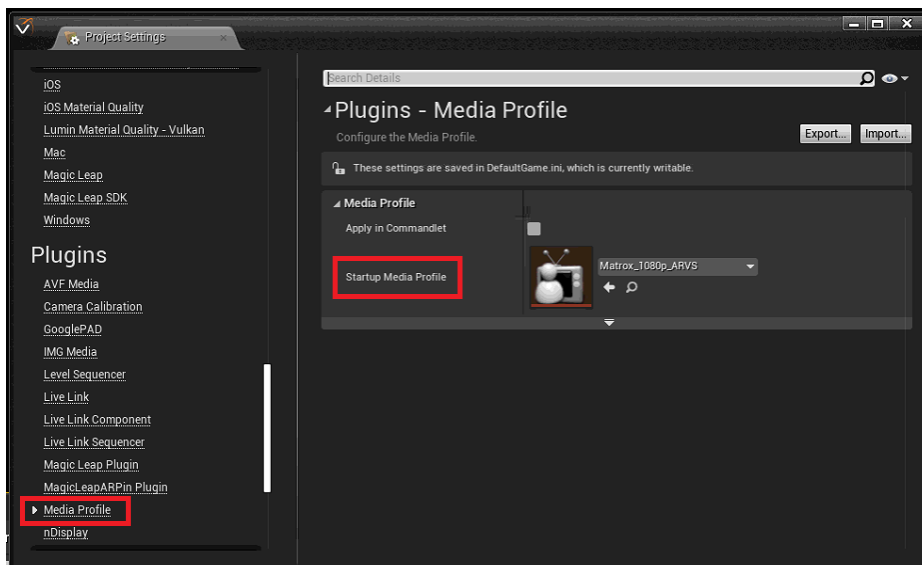 Project Settings
iOS
iOS Material Quality
Lumin Material Quality - Vulkan
Mac
Magic Leap
Magic Leap SDK
Windows
Plugins
AVF Media
Camera Calibration
GooglePAD
IMG Media
Level Sequencer
Live Link
Live Link Component
Live Link Sequencer
Magic Leap Plugin
MagicLeapARPin Plugin
Media Profile
nDisplay
Search Details
Plugins - Media Profile
Configure the Media Profile.
Export...
Import...
These settings are saved in DefaultGame.ini, which is currently writable.
Media Profile
Apply in Commandlet
Startup Media Profile
Matrox_1080p_ARVS